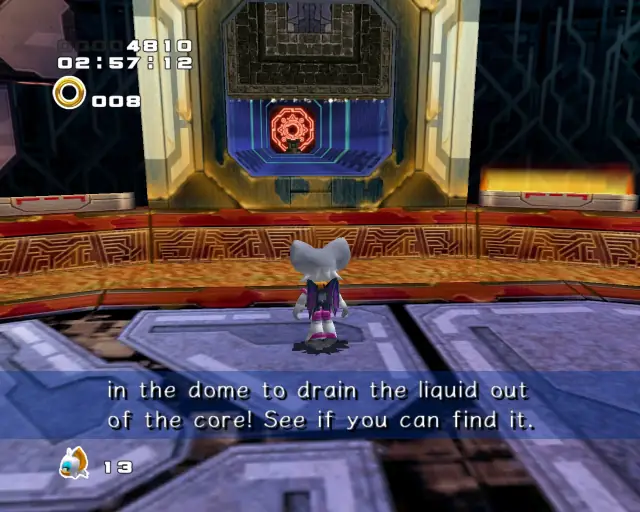 00004810
02:57:12
008
in the dome to drain the liquid out
of the core! See if you can find it.
13